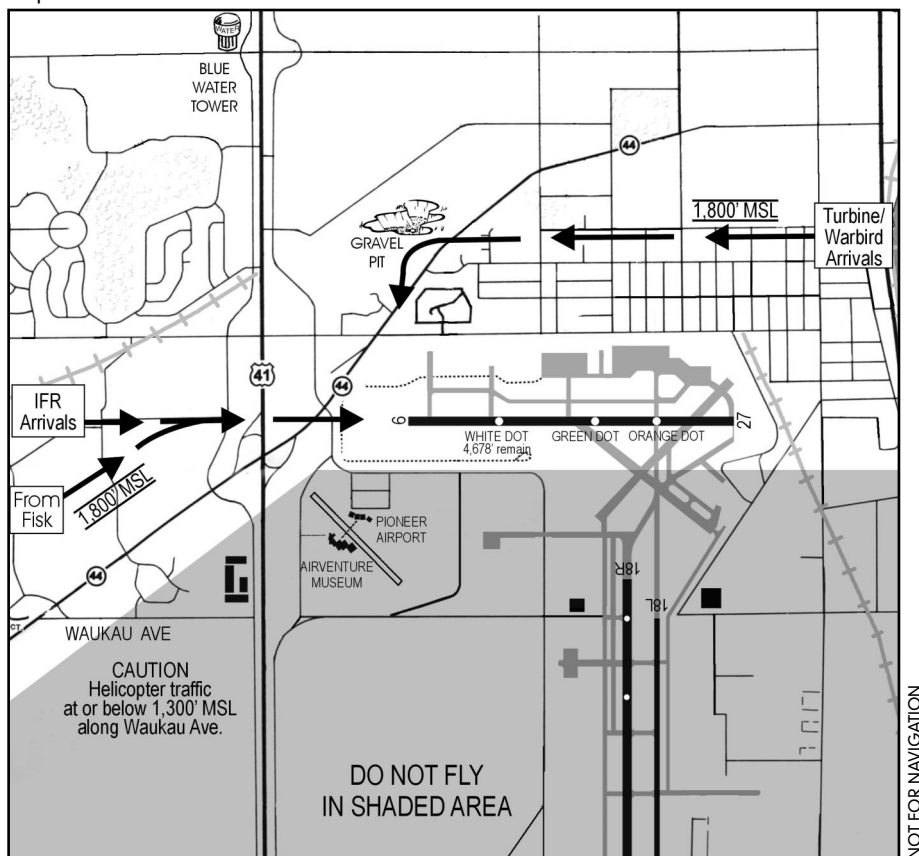 WATER
BLUE
WATER
TOWER
44
1,800' MSL
Turbine/
Warbird
Arrivals
GRAVEL
PIT
41
44
IFR
Arrivals
6
27
WHITE DOT
4,678' remain
GREEN DOT
ORANGE DOT
From
Fisk
1,800' MSL
PIONEER
AIRPORT
AIRVENTURE
MUSEUM
44
18R
18L
CT.
WAUKAU AVE
CAUTION
Helicopter traffic
at or below 1,300' MSL
along Waukau Ave.
DO NOT FLY
IN SHADED AREA
NOT FOR NAVIGATION